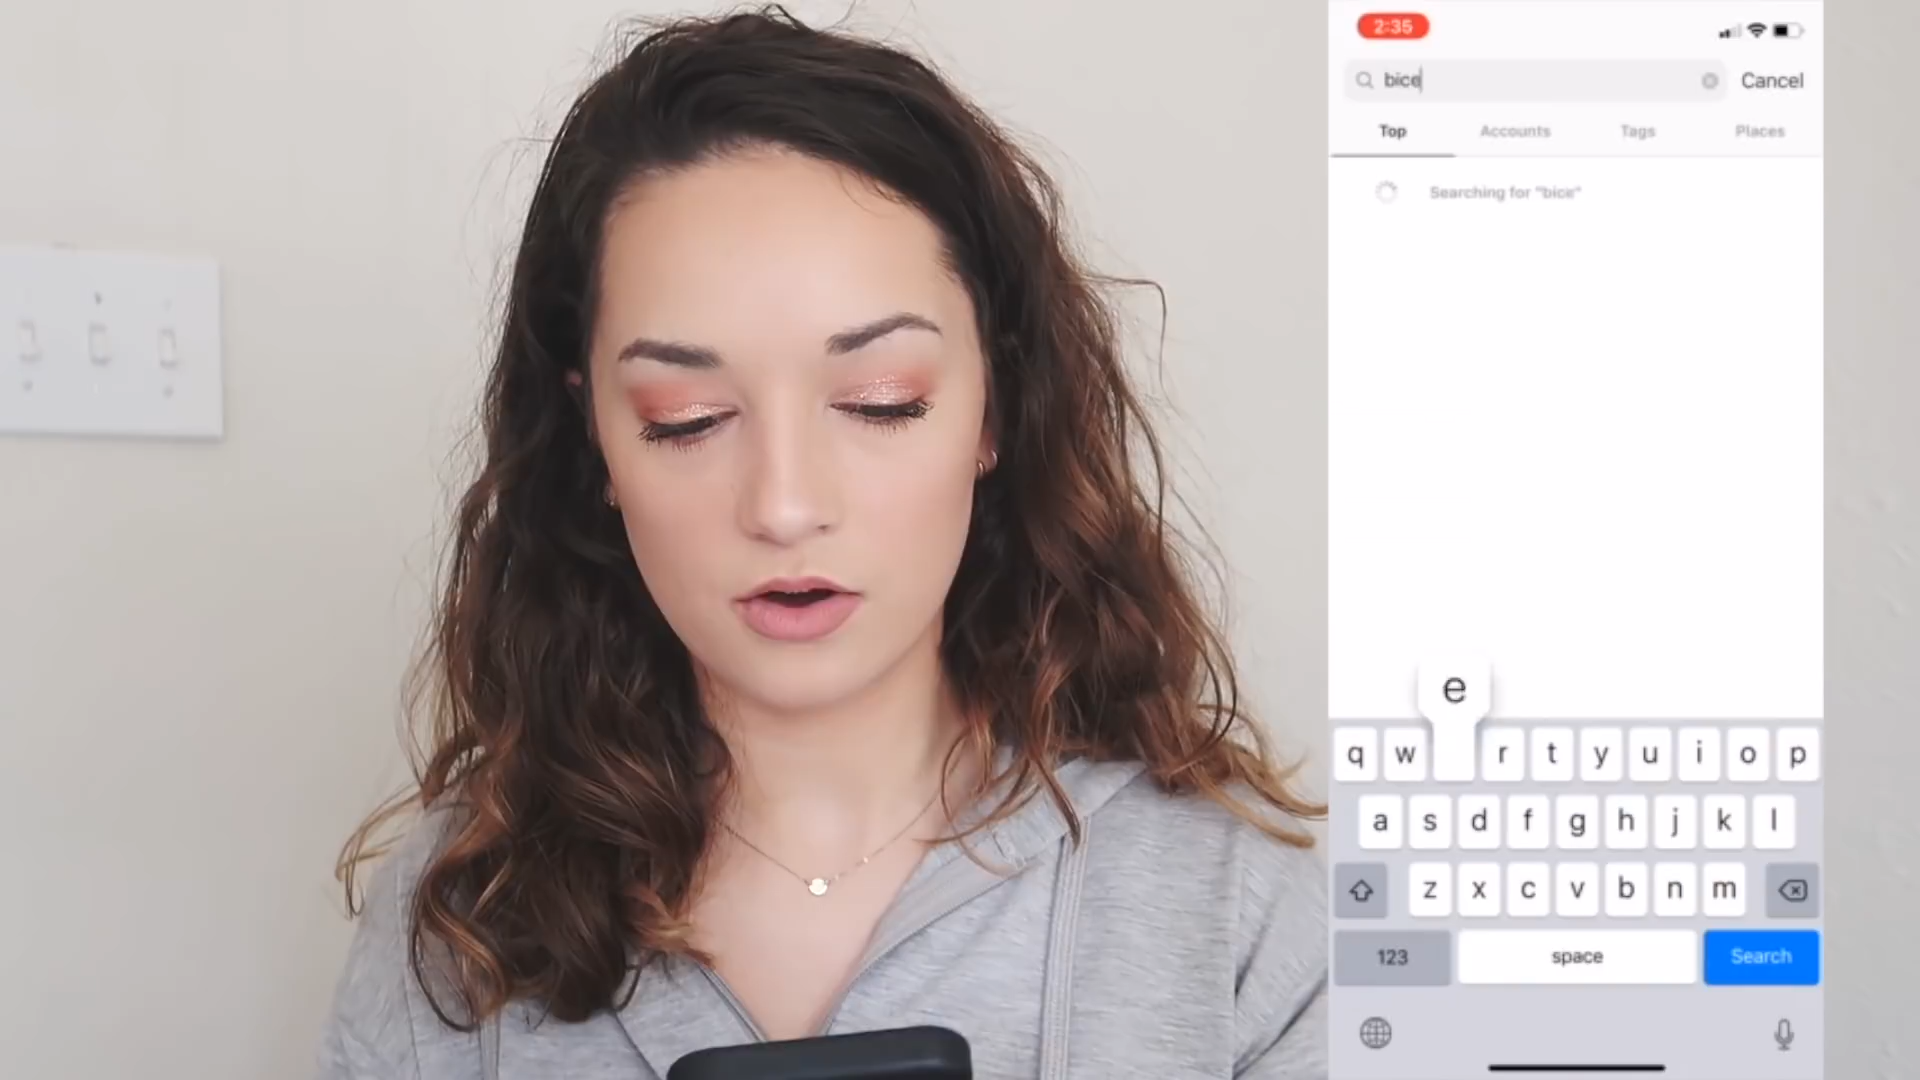 2:35
bice
Cancel
Top Accounts Tags Places
Searching for "bice"
e
q w r t y u i o p
a s d f g h j k l
z x c v b n m
123 space Search